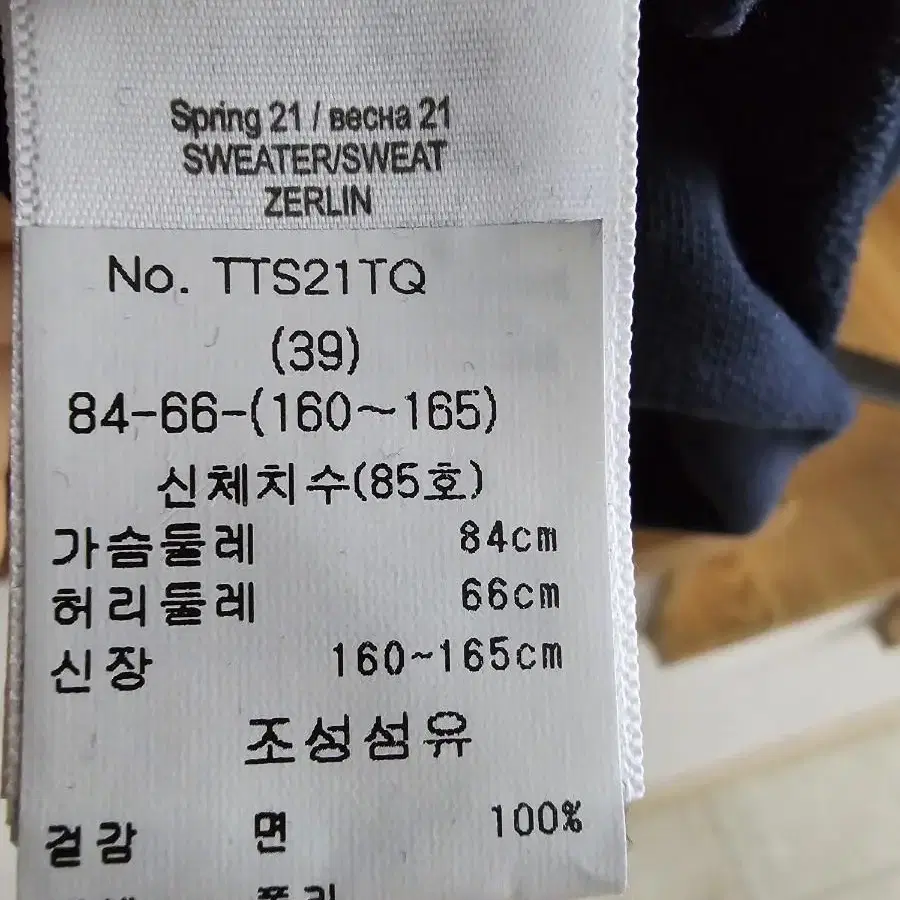 Spring 21 / весна 21
SWEATER/SWEAT
ZERLIN
No. TTS21TQ
(39)
84-66-(160~165)
신체치수(85호)
가슴둘레 84cm
허리둘레 66cm
신장 160~165cm
조성섬유
겉감 면 100%